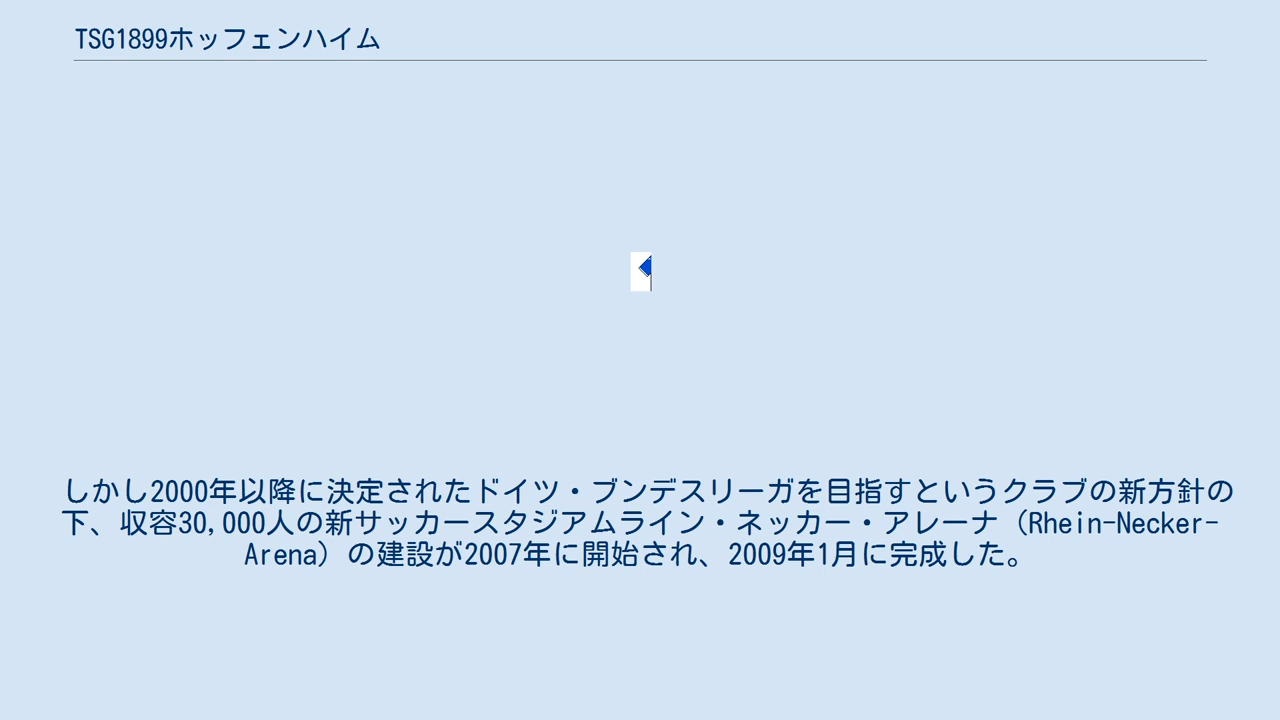 TSG1899ホッフェンハイム
しかし2000年以降に決定されたドイツ・ブンデスリーガを目指すというクラブの新方針の
下、収容30,000人の新サッカースタジアムライン・ネッカー・アレーナ（Rhein-Necker-
Arena）の建設が2007年に開始され、2009年1月に完成した。